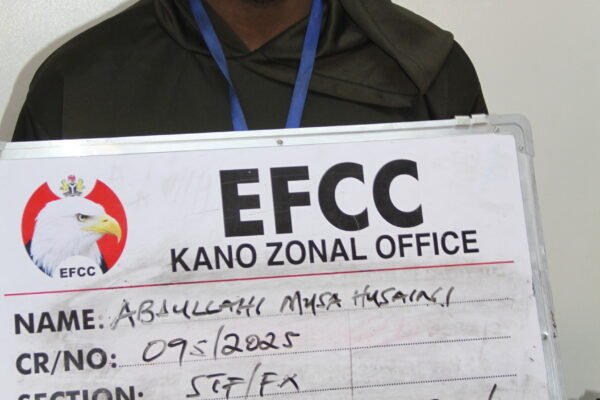 EFCC
KANO ZONAL OFFICE
EFCC
NAME: ABDULLAHI MUSA HUSAINI
CR/NO: 095/2025
SECTION: STF/FX